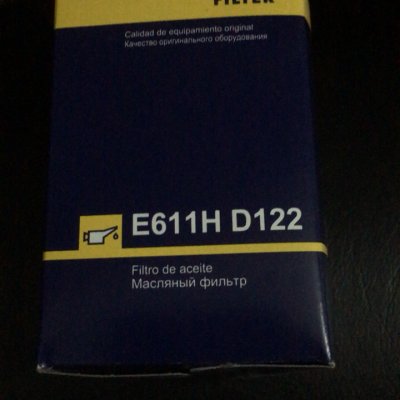 FILTER
Calidad de equipamiento original
Качество оригинального оборудования
E611H D122
Filtro de aceite
Масляный фильтр